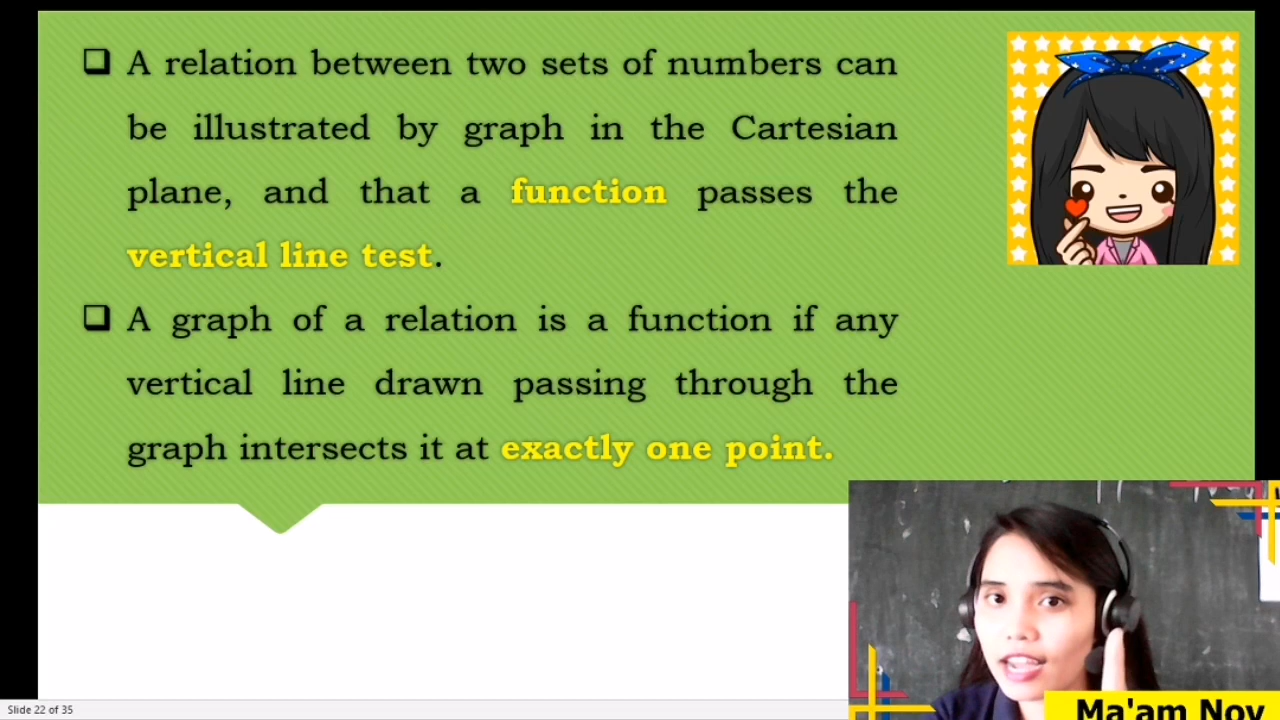 A relation between two sets of numbers can
be illustrated by graph in the Cartesian
plane, and that a function passes the
vertical line test.
A graph of a relation is a function if any
vertical line drawn passing through the
graph intersects it at exactly one point.
Slide 22 of 35
Ma'am Noy